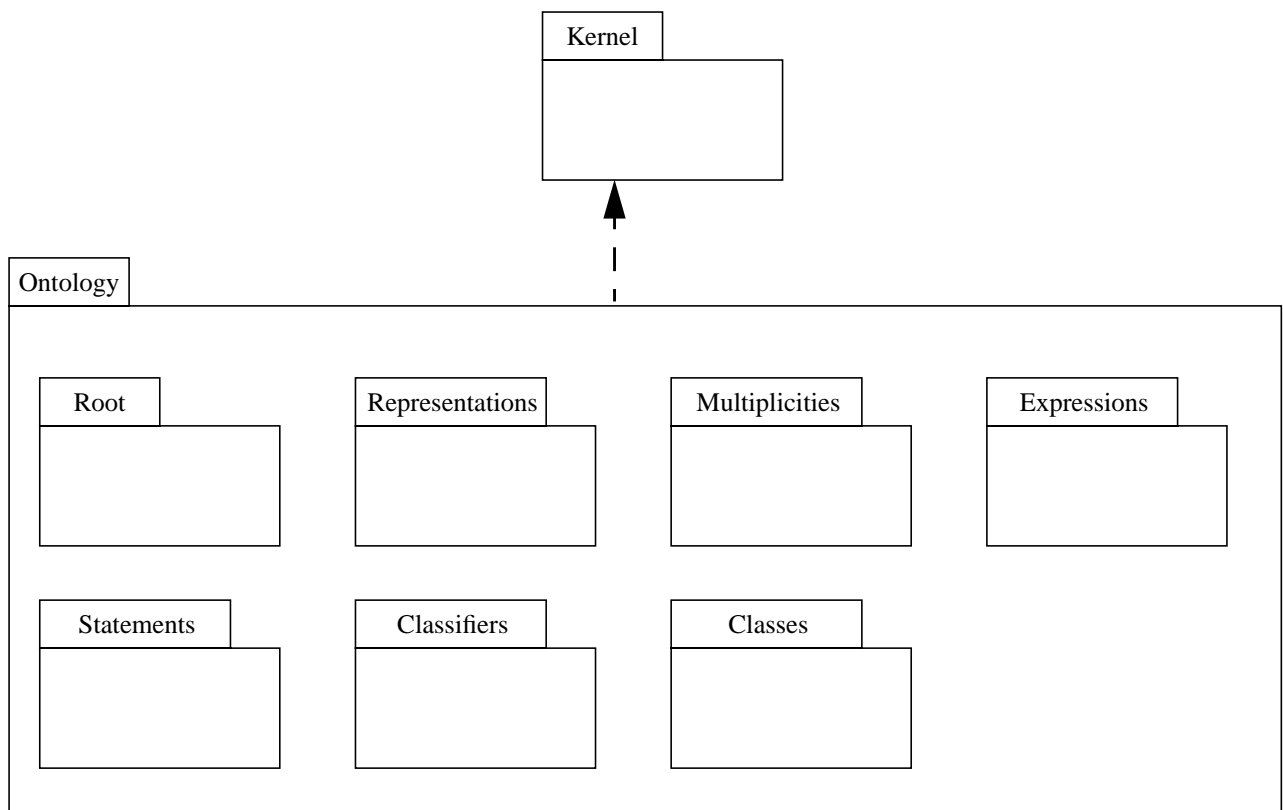 Kernel
Ontology
Root
Representations
Multiplicities
Expressions
Statements
Classifiers
Classes